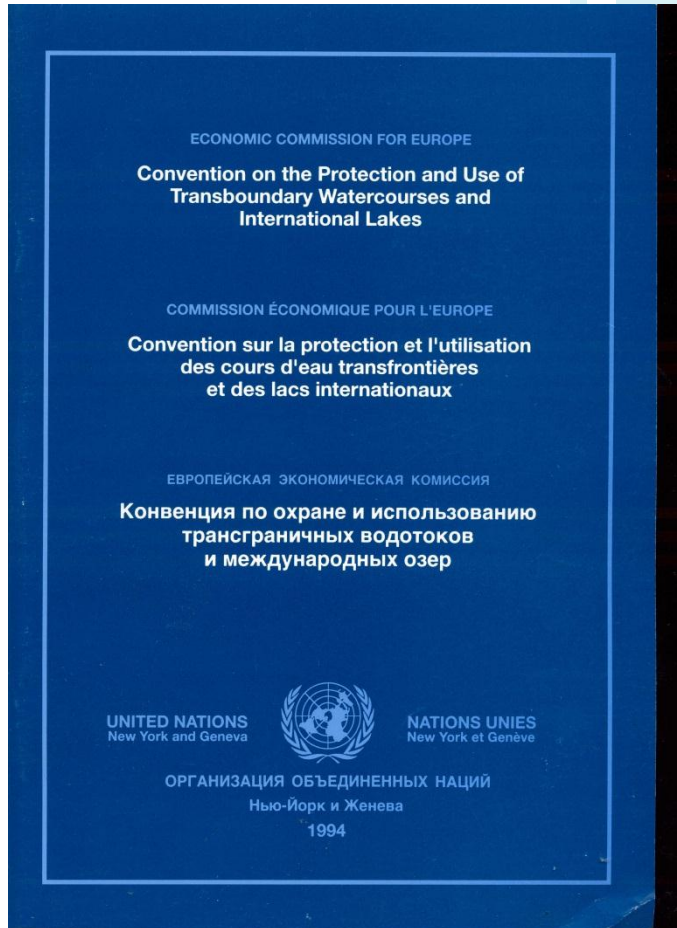 ECONOMIC COMMISSION FOR EUROPE
Convention on the Protection and Use of
Transboundary Watercourses and
International Lakes
COMMISSION ÉCONOMIQUE POUR L'EUROPE
Convention sur la protection et l'utilisation
des cours d'eau transfrontières
et des lacs internationaux
ЕВРОПЕЙСКАЯ ЭКОНОМИЧЕСКАЯ КОМИССИЯ
Конвенция по охране и использованию
трансграничных водотоков
и международных озер
UNITED NATIONS
New York and Geneva
NATIONS UNIES
New York et Genève
ОРГАНИЗАЦИЯ ОБЪЕДИНЕННЫХ НАЦИЙ
Нью-Йорк и Женева
1994